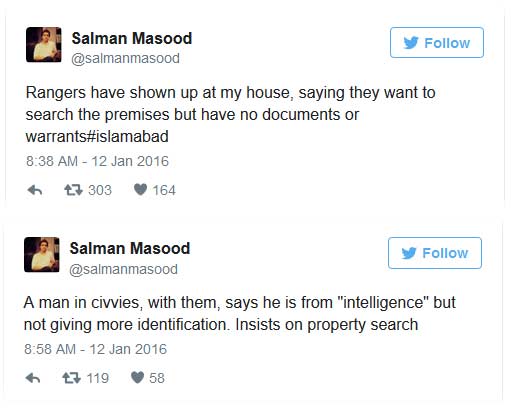 Salman Masood
@salmanmasood
Follow
Rangers have shown up at my house, saying they want to
search the premises but have no documents or
warrants#islamabad
8:38 AM - 12 Jan 2016
303 164
Salman Masood
@salmanmasood
Follow
A man in civvies, with them, says he is from "intelligence" but
not giving more identification. Insists on property search
8:58 AM - 12 Jan 2016
119 58